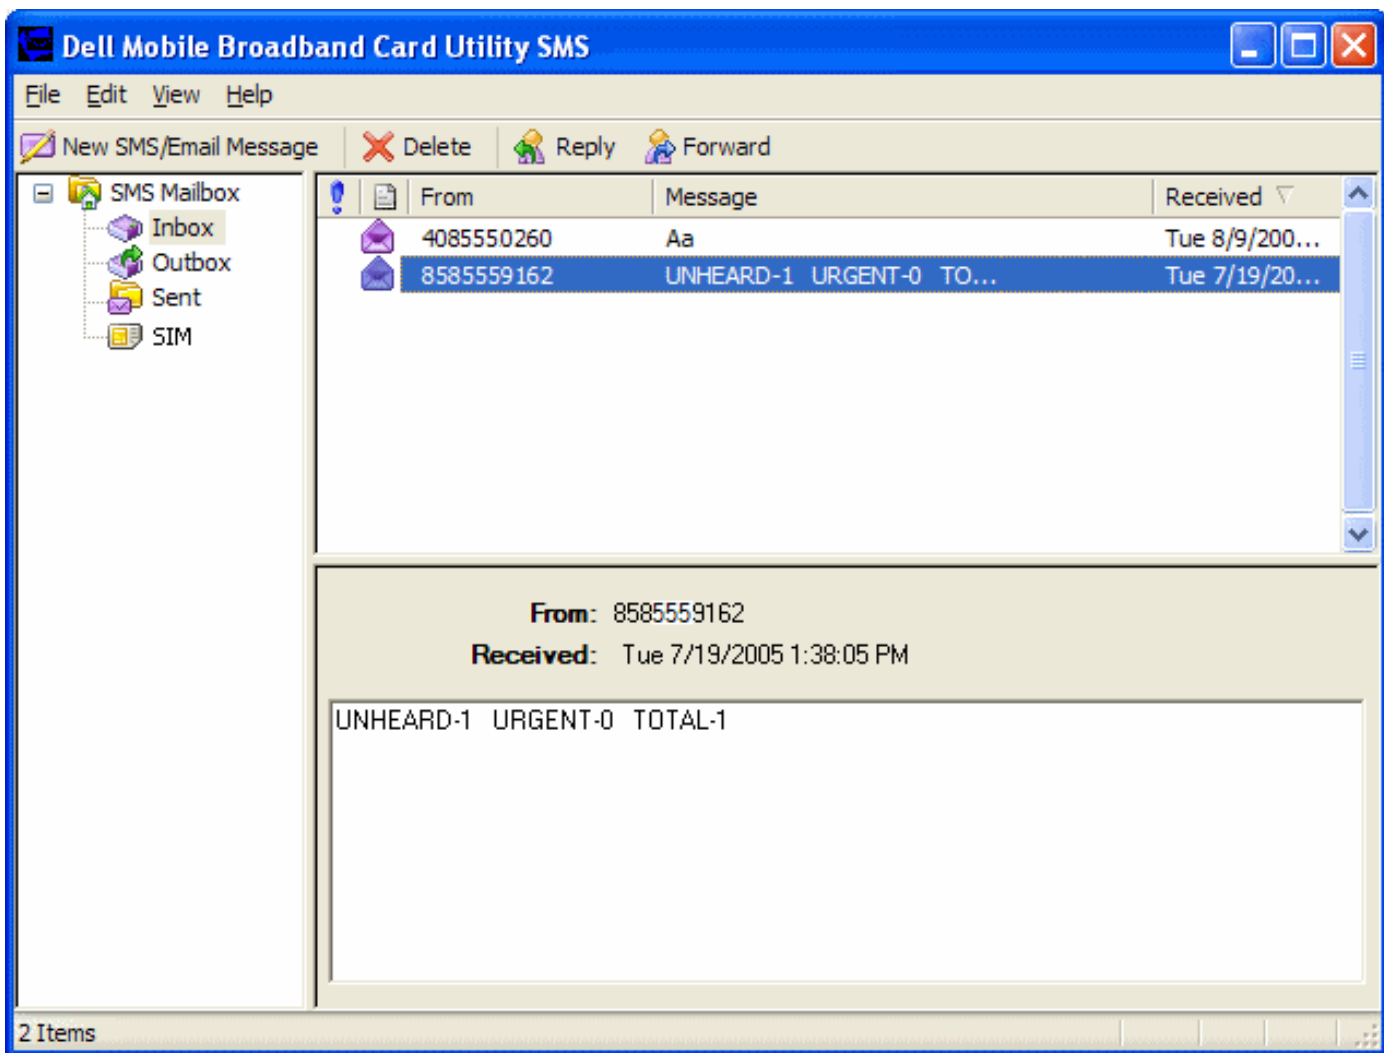 Dell Mobile Broadband Card Utility SMS
File Edit View Help
New SMS/Email Message Delete Reply Forward
SMS Mailbox
Inbox
Outbox
Sent
SIM
From Message Received
4085550260 Aa Tue 8/9/200...
8585559162 UNHEARD-1 URGENT-0 TO... Tue 7/19/20...
From: 8585559162
Received: Tue 7/19/2005 1:38:05 PM
UNHEARD-1 URGENT-0 TOTAL-1
2 Items